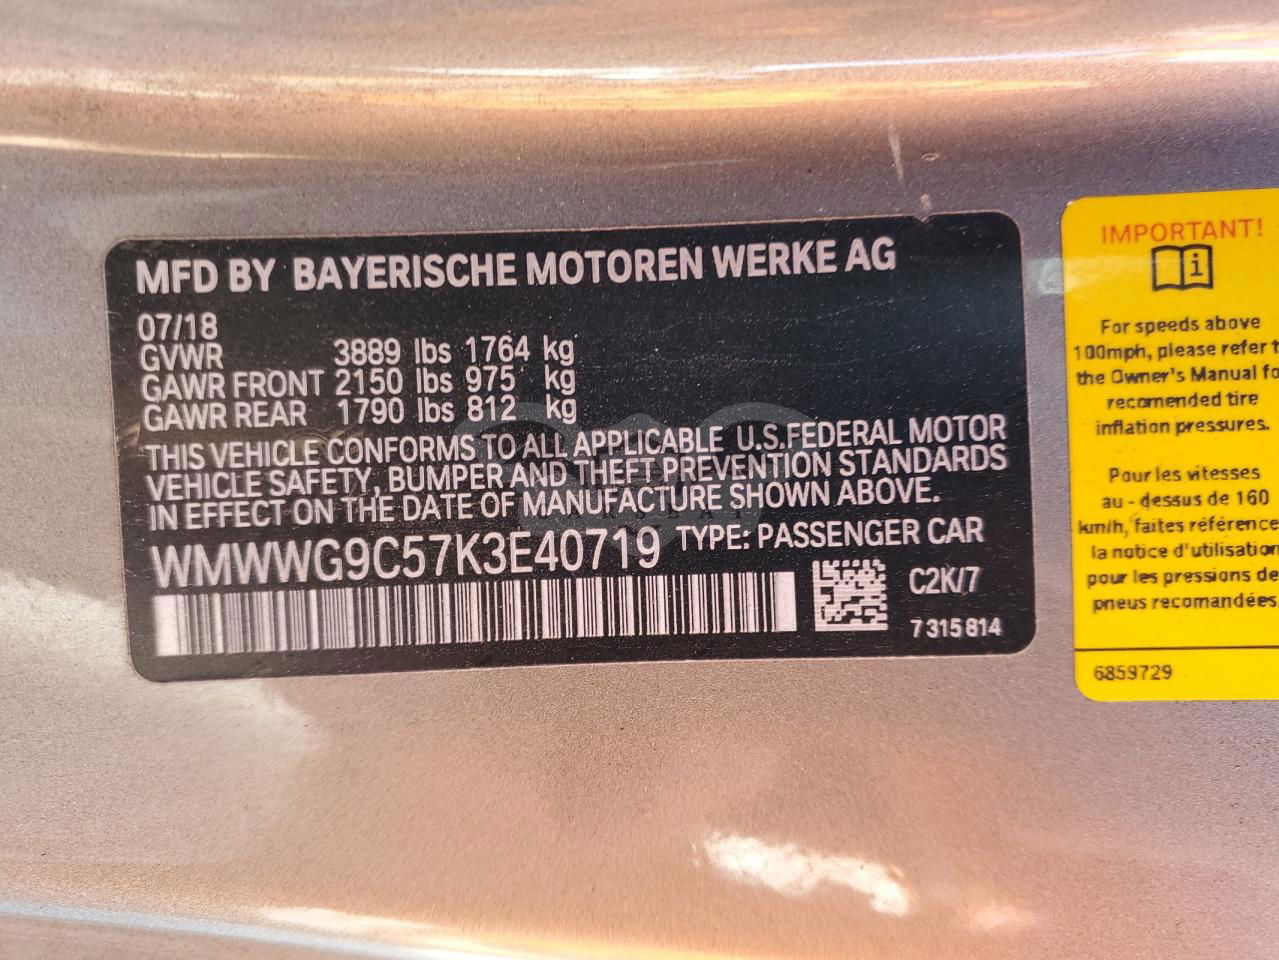 MFD BY BAYERISCHE MOTOREN WERKE AG
07/18
GVWR 3889 lbs 1764 kg
GAWR FRONT 2150 lbs 975 kg
GAWR REAR 1790 lbs 812 kg
THIS VEHICLE CONFORMS TO ALL APPLICABLE U.S.FEDERAL MOTOR
VEHICLE SAFETY, BUMPER AND THEFT PREVENTION STANDARDS
IN EFFECT ON THE DATE OF MANUFACTURE SHOWN ABOVE.
WMWWG9C57K3E40719 TYPE: PASSENGER CAR
C2K/7
7 315 814
IMPORTANT!
For speeds above
100mph, please refer t
the Owner's Manual fo
recomended tire
inflation pressures.
Pour les vitesses
au - dessus de 160
km/h, faites référence
la notice d'utilisation
pour les pressions de
pneus recomandées
6859729